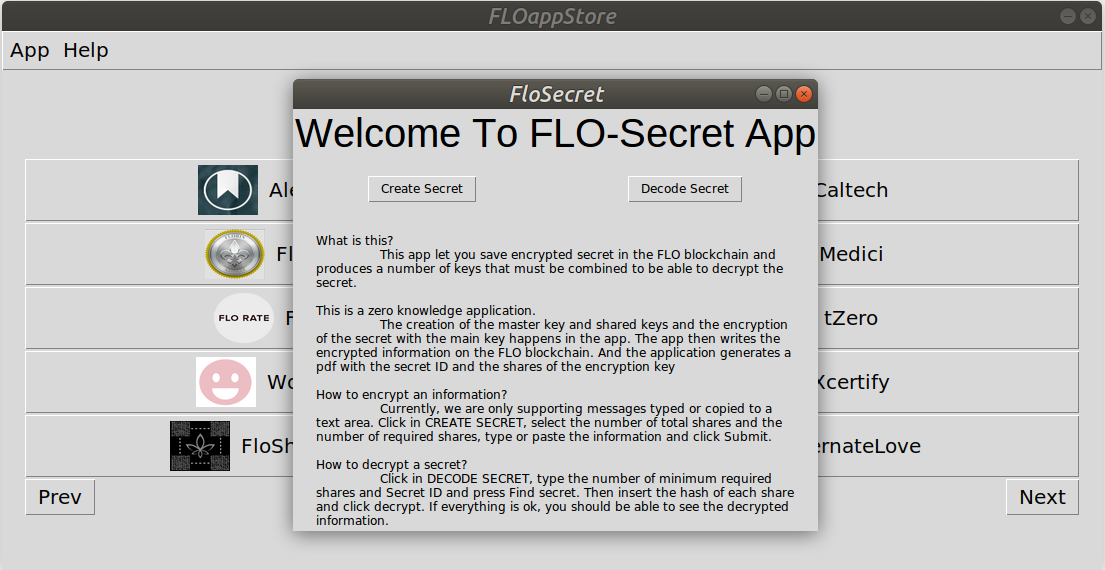 FLOappStore
App Help
FloSecret
Welcome To FLO-Secret App
Create Secret Decode Secret
What is this?
This app let you save encrypted secret in the FLO blockchain and
produces a number of keys that must be combined to be able to decrypt the
secret.
This is a zero knowledge application.
The creation of the master key and shared keys and the encryption
of the secret with the main key happens in the app. The app then writes the
encrypted information on the FLO blockchain. And the application generates a
pdf with the secret ID and the shares of the encryption key
How to encrypt an information?
Currently, we are only supporting messages typed or copied to a
text area. Click in CREATE SECRET, select the number of total shares and the
number of required shares, type or paste the information and click Submit.
How to decrypt a secret?
Click in DECODE SECRET, type the number of minimum required
shares and Secret ID and press Find secret. Then insert the hash of each share
and click decrypt. If everything is ok, you should be able to see the decrypted
information.
Caltech
Medici
FLO RATE
tZero
Xcertify
FloSh
ernateLove
Prev Next